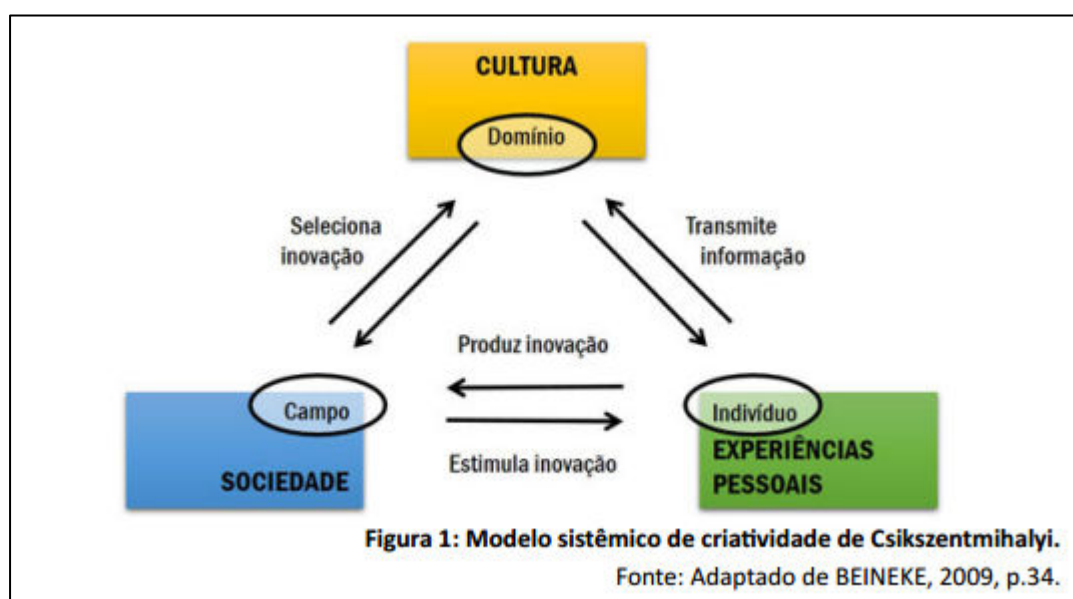 CULTURA
Domínio
Seleciona
inovação
Transmite
informação
Produz inovação
Campo
Indivíduo
Estimula inovação
SOCIEDADE
EXPERIÊNCIAS
PESSOAIS
Figura 1: Modelo sistêmico de criatividade de Csikszentmihalyi.
Fonte: Adaptado de BEINEKE, 2009, p.34.